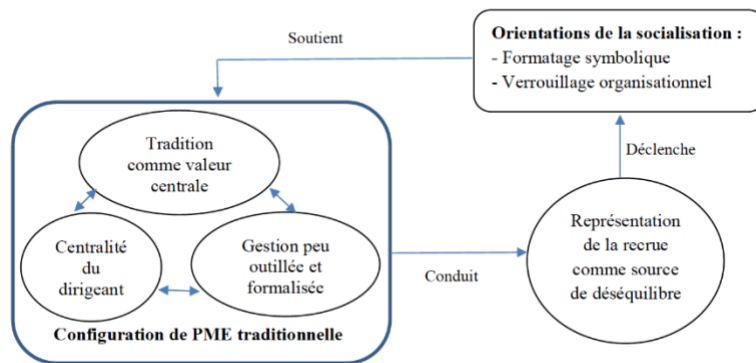 Soutient
Orientations de la socialisation :
- Formatage symbolique
- Verrouillage organisationnel
Tradition
comme valeur
centrale
Déclenche
Centralité
du
dirigeant
Gestion peu
outillée et
formalisée
Conduit
Représentation
de la recrue
comme source
de déséquilibre
Configuration de PME traditionnelle